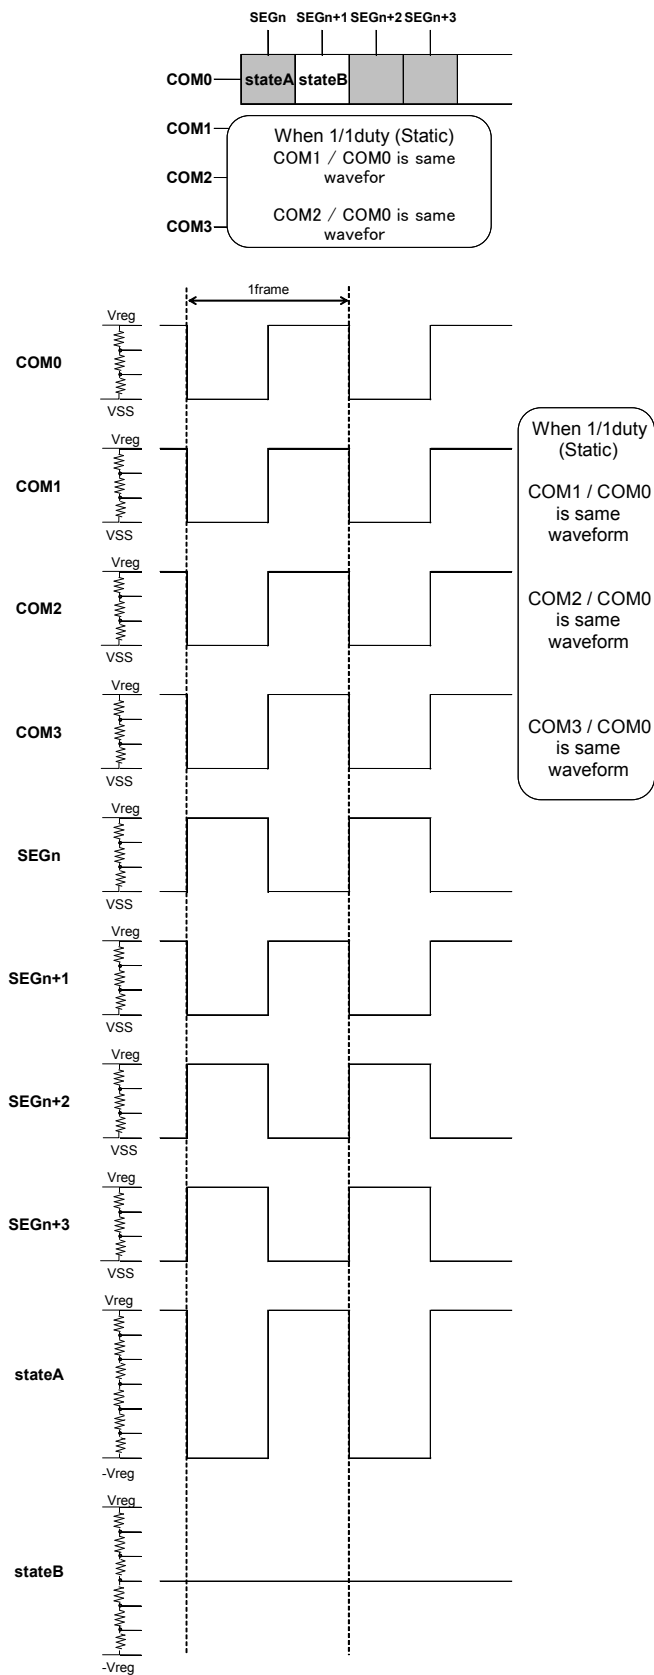 SEGn SEGn+1 SEGn+2 SEGn+3
COM0 stateA stateB
COM1
COM2
COM3
When 1/1duty (Static)
COM1 / COM0 is same
wavefor
COM2 / COM0 is same
wavefor
1frame
Vreg
COM0
VSS
Vreg
COM1
VSS
Vreg
COM2
VSS
Vreg
COM3
VSS
When 1/1duty
(Static)
COM1 / COM0
is same
waveform
COM2 / COM0
is same
waveform
COM3 / COM0
is same
waveform
Vreg
SEGn
VSS
Vreg
SEGn+1
VSS
Vreg
SEGn+2
VSS
Vreg
SEGn+3
VSS
Vreg
stateA
-Vreg
Vreg
stateB
-Vreg